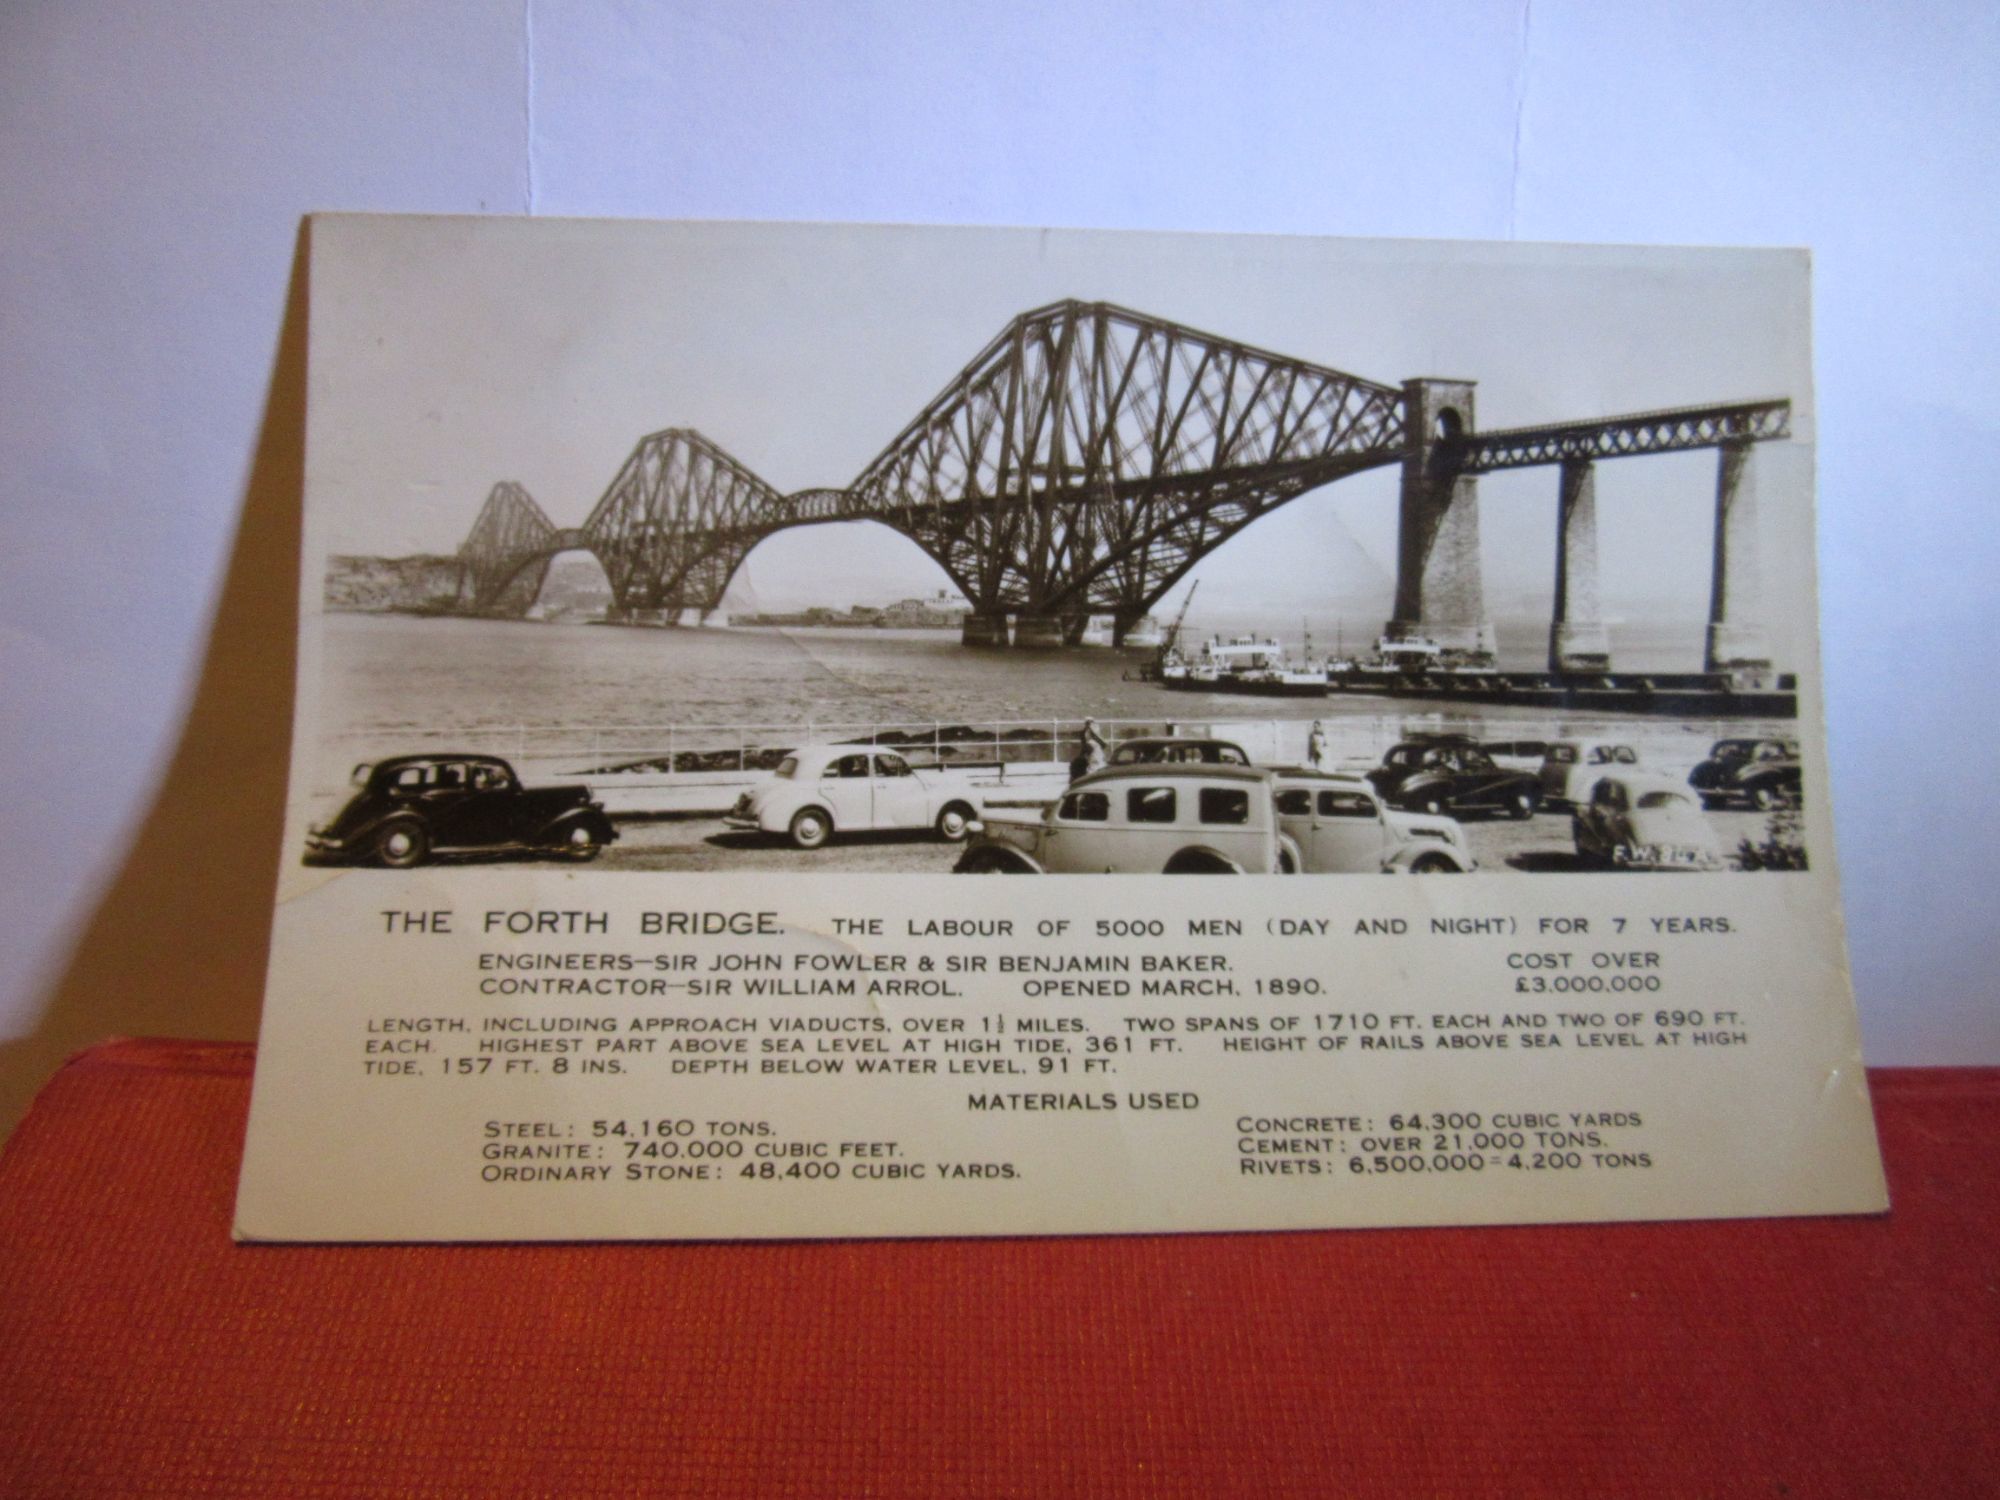 THE FORTH BRIDGE. THE LABOUR OF 5000 MEN (DAY AND NIGHT) FOR 7 YEARS.
ENGINEERS—SIR JOHN FOWLER & SIR BENJAMIN BAKER.
CONTRACTOR—SIR WILLIAM ARROL. OPENED MARCH, 1890.
COST OVER
£3,000,000
LENGTH, INCLUDING APPROACH VIADUCTS, OVER 1½ MILES. TWO SPANS OF 1710 FT. EACH AND TWO OF 690 FT.
EACH. HIGHEST PART ABOVE SEA LEVEL AT HIGH TIDE, 361 FT. HEIGHT OF RAILS ABOVE SEA LEVEL AT HIGH
TIDE, 157 FT. 8 INS. DEPTH BELOW WATER LEVEL, 91 FT.
MATERIALS USED
STEEL: 54,160 TONS.
GRANITE: 740,000 CUBIC FEET.
ORDINARY STONE: 48,400 CUBIC YARDS.
CONCRETE: 64,300 CUBIC YARDS
CEMENT: OVER 21,000 TONS.
RIVETS: 6,500,000=4,200 TONS